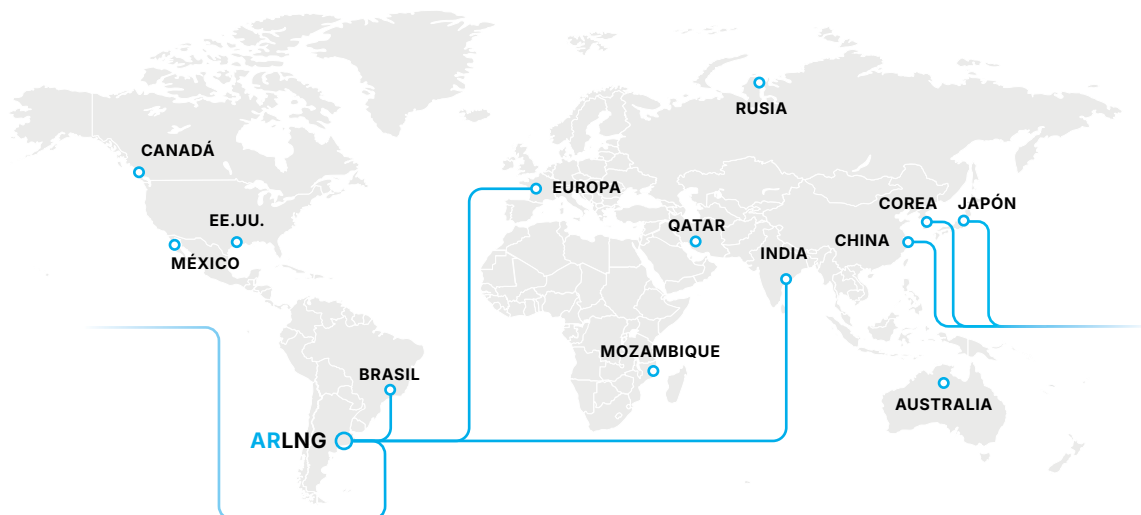 RUSIA
CANADÁ
EUROPA
COREA
JAPÓN
EE.UU.
QATAR
CHINA
INDIA
MÉXICO
MOZAMBIQUE
BRASIL
AUSTRALIA
ARLNG